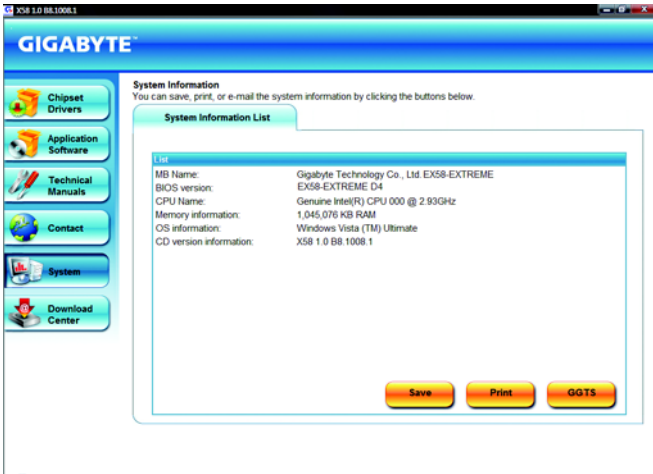 X58 1.0 B8.1008.1
GIGABYTE™
Chipset
Drivers
Application
Software
Technical
Manuals
Contact
System
Download
Center
System Information
You can save, print, or e-mail the system information by clicking the buttons below.
System Information List
List
MB Name: Gigabyte Technology Co., Ltd. EX58-EXTREME
BIOS version: EX58-EXTREME D4
CPU Name: Genuine Intel(R) CPU 000 @ 2.93GHz
Memory information: 1,045,076 KB RAM
OS information: Windows Vista (TM) Ultimate
CD version information: X58 1.0 B8.1008.1
Save Print GGTS